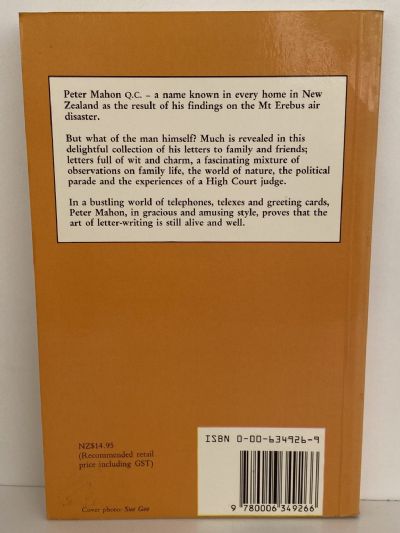 Peter Mahon Q.C. – a name known in every home in New
Zealand as the result of his findings on the Mt Erebus air
disaster.
But what of the man himself? Much is revealed in this
delightful collection of his letters to family and friends;
letters full of wit and charm, a fascinating mixture of
observations on family life, the world of nature, the political
parade and the experiences of a High Court judge.
In a bustling world of telephones, telexes and greeting cards,
Peter Mahon, in gracious and amusing style, proves that the
art of letter-writing is still alive and well.
NZ$14.95
(Recommended retail
price including GST)
Cover photo: Sue Gee
ISBN 0-00-634926-9
9 780006 349266